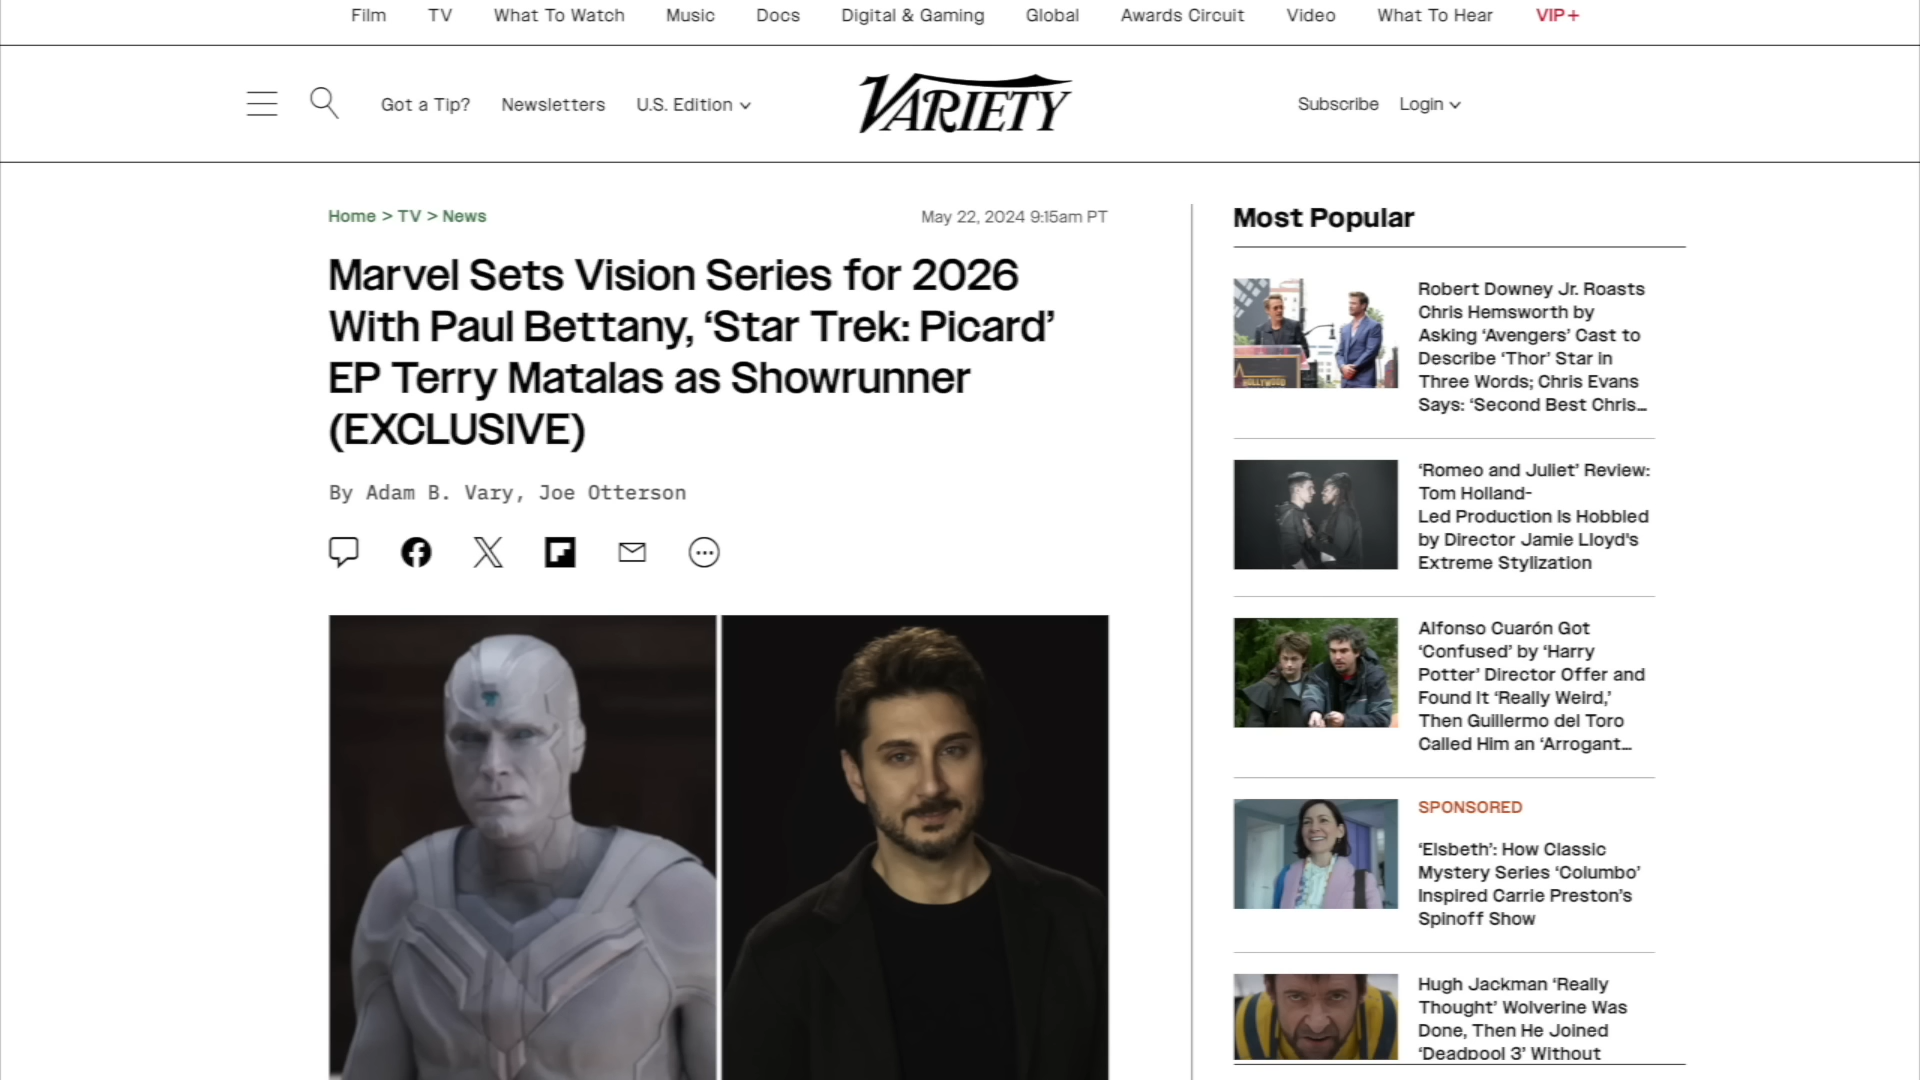 Film TV What To Watch Music Docs Digital & Gaming Global Awards Circuit Video What To Hear VIP+
Got a Tip? Newsletters U.S. Edition VARIETY Subscribe Login
Home > TV > News May 22, 2024 9:15am PT
Marvel Sets Vision Series for 2026
With Paul Bettany, ‘Star Trek: Picard’
EP Terry Matalas as Showrunner
(EXCLUSIVE)
By Adam B. Vary, Joe Otterson
Most Popular
HOLLYWOOD
Robert Downey Jr. Roasts
Chris Hemsworth by
Asking ‘Avengers’ Cast to
Describe ‘Thor’ Star in
Three Words; Chris Evans
Says: ‘Second Best Chris…
‘Romeo and Juliet’ Review:
Tom Holland-
Led Production Is Hobbled
by Director Jamie Lloyd’s
Extreme Stylization
Alfonso Cuarón Got
‘Confused’ by ‘Harry
Potter’ Director Offer and
Found It ‘Really Weird,’
Then Guillermo del Toro
Called Him an ‘Arrogant…
SPONSORED
‘Elsbeth’: How Classic
Mystery Series ‘Columbo’
Inspired Carrie Preston’s
Spinoff Show
Hugh Jackman ‘Really
Thought’ Wolverine Was
Done, Then He Joined
‘Deadpool 3’ Without